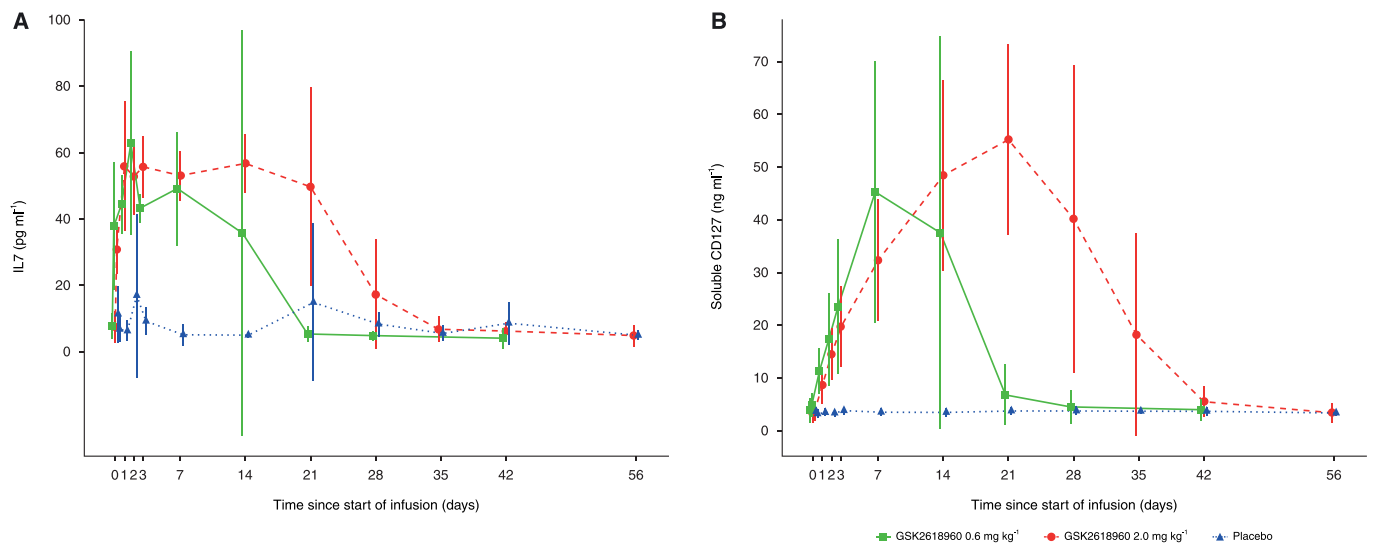 A
IL7 (pg ml⁻¹)
100
80
60
40
20
0
0 1 2 3 7 14 21 28 35 42 56
Time since start of infusion (days)
B
Soluble CD127 (ng ml⁻¹)
70
60
50
40
30
20
10
0
0 1 2 3 7 14 21 28 35 42 56
Time since start of infusion (days)
GSK2618960 0.6 mg kg⁻¹ GSK2618960 2.0 mg kg⁻¹ Placebo